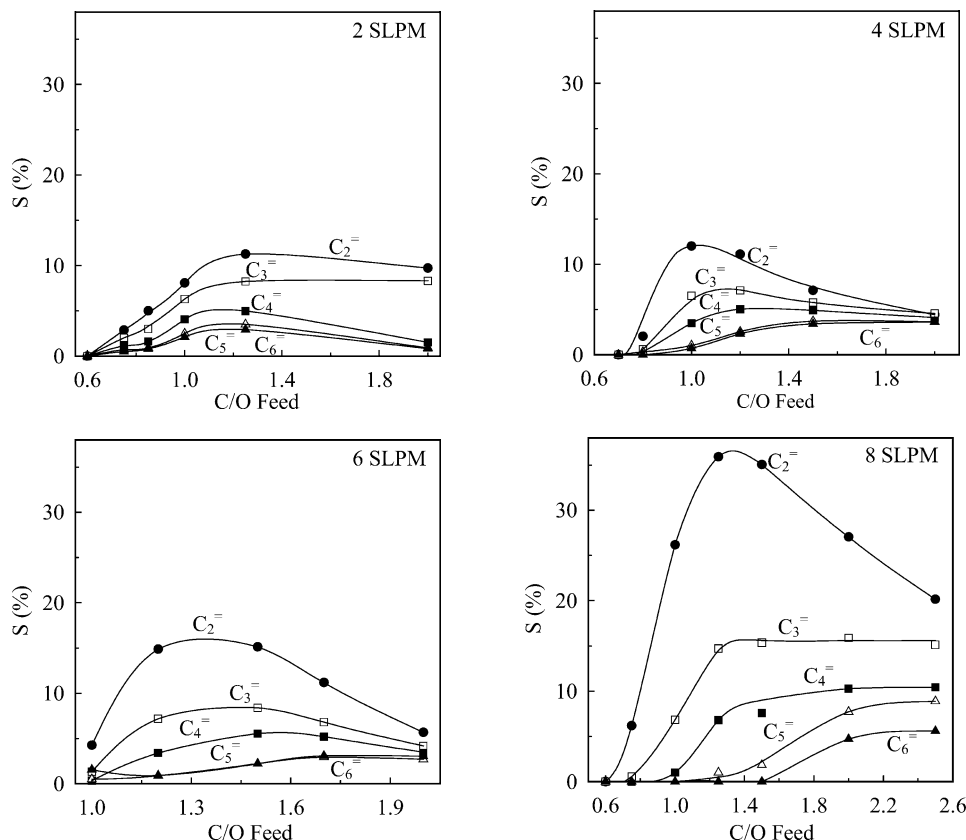 2 SLPM
30
20
10
0
S (%)
C₂⁼
C₃⁼
C₄⁼
C₅⁼
C₆⁼
0.6 1.0 1.4 1.8
C/O Feed
4 SLPM
30
20
10
0
S (%)
C₂⁼
C₃⁼
C₄⁼
C₅⁼
C₆⁼
0.6 1.0 1.4 1.8
C/O Feed
6 SLPM
30
20
10
0
S (%)
C₂⁼
C₃⁼
C₄⁼
C₅⁼
C₆⁼
1.0 1.3 1.6 1.9
C/O Feed
8 SLPM
30
20
10
0
S (%)
C₂⁼
C₃⁼
C₄⁼
C₅⁼
C₆⁼
0.6 1.0 1.4 1.8 2.2 2.6
C/O Feed